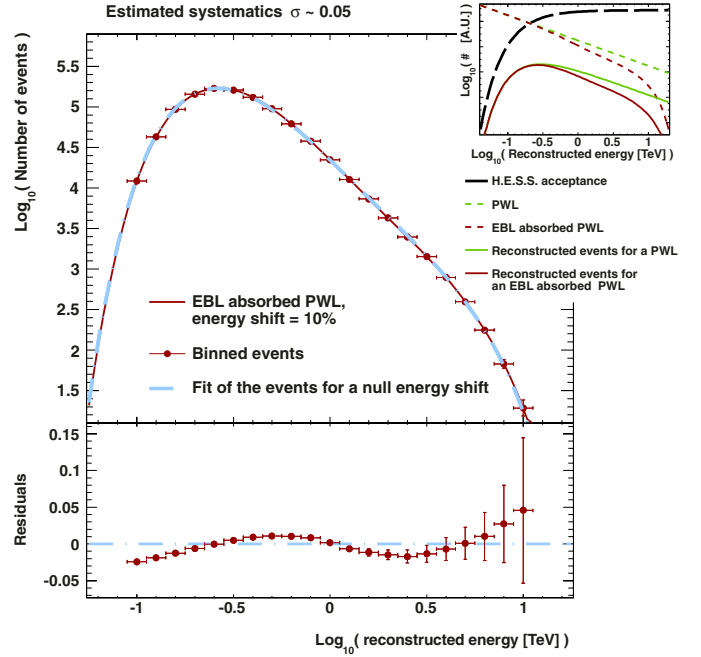 Estimated systematics σ ~ 0.05
Log10( Number of events)
5.5
5
4.5
4
3.5
3
2.5
2
1.5
EBL absorbed PWL,
energy shift = 10%
Binned events
Fit of the events for a null energy shift
Log10(# [A.U.] )
-1 -0.5 0 0.5 1
Log10( Reconstructed energy [TeV] )
H.E.S.S. acceptance
PWL
EBL absorbed PWL
Reconstructed events for a PWL
Reconstructed events for
an EBL absorbed PWL
Residuals
0.15
0.1
0.05
0
-0.05
-1 -0.5 0 0.5 1
Log10( reconstructed energy [TeV] )